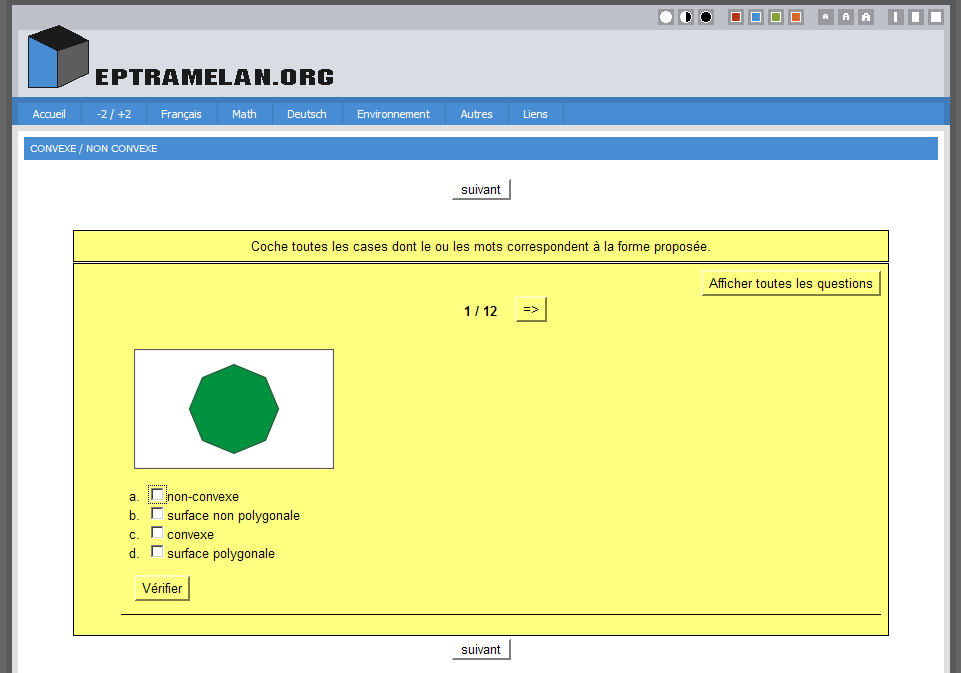 A A A
EPTRAMELAN.ORG
Accueil -2 / +2 Français Math Deutsch Environnement Autres Liens
CONVEXE / NON CONVEXE
suivant
Coche toutes les cases dont le ou les mots correspondent à la forme proposée.
Afficher toutes les questions
1 / 12 =>
a. non-convexe
b. surface non polygonale
c. convexe
d. surface polygonale
Vérifier
suivant